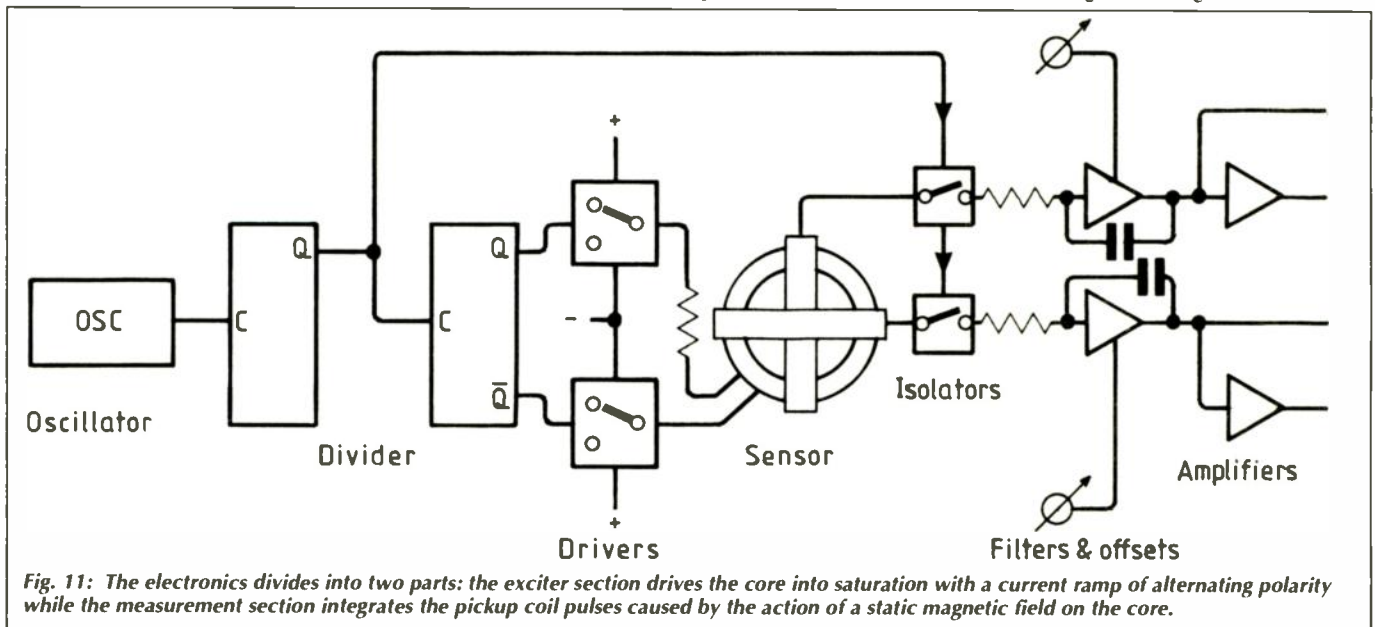 +
Q
Q
OSC
C
C
-
Q̄
Isolators
Oscillator
Divider
Sensor
Amplifiers
+
Drivers
Filters & offsets
Fig. 11: The electronics divides into two parts: the exciter section drives the core into saturation with a current ramp of alternating polarity
while the measurement section integrates the pickup coil pulses caused by the action of a static magnetic field on the core.